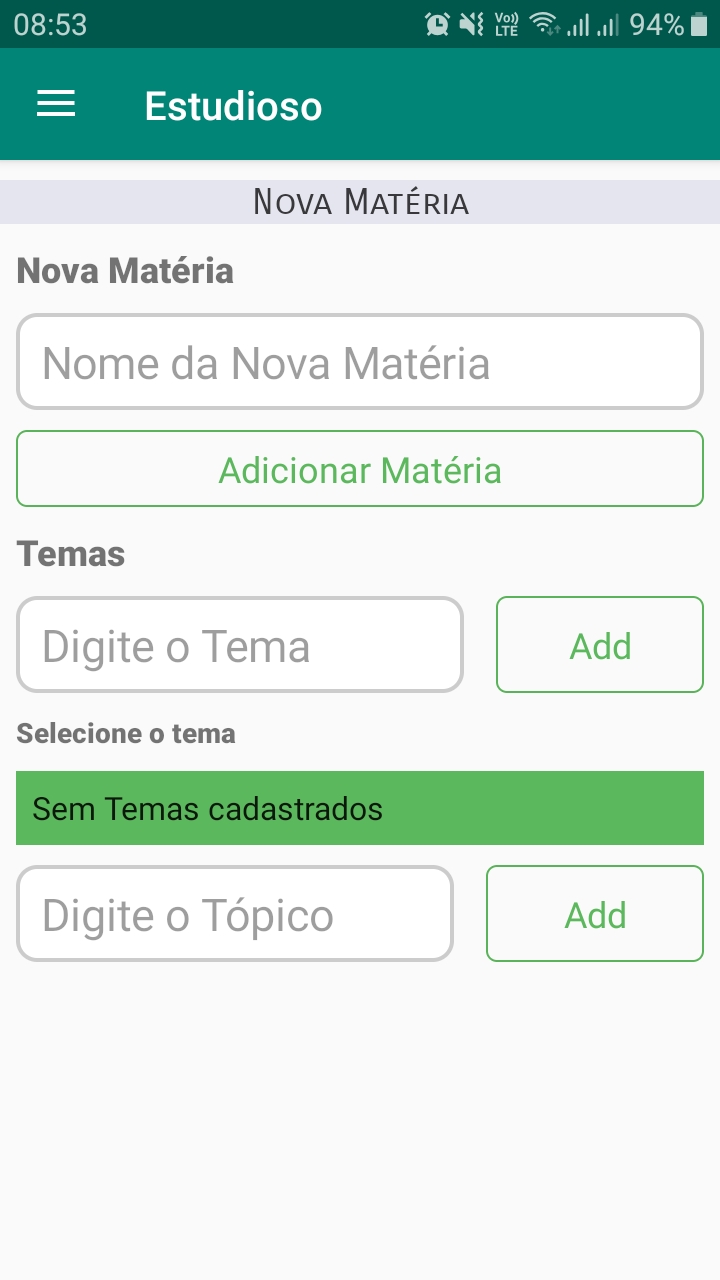 08:53 Vo)) LTE 94%
Estudioso
Nova Matéria
Nova Matéria
Nome da Nova Matéria
Adicionar Matéria
Temas
Digite o Tema Add
Selecione o tema
Sem Temas cadastrados
Digite o Tópico Add